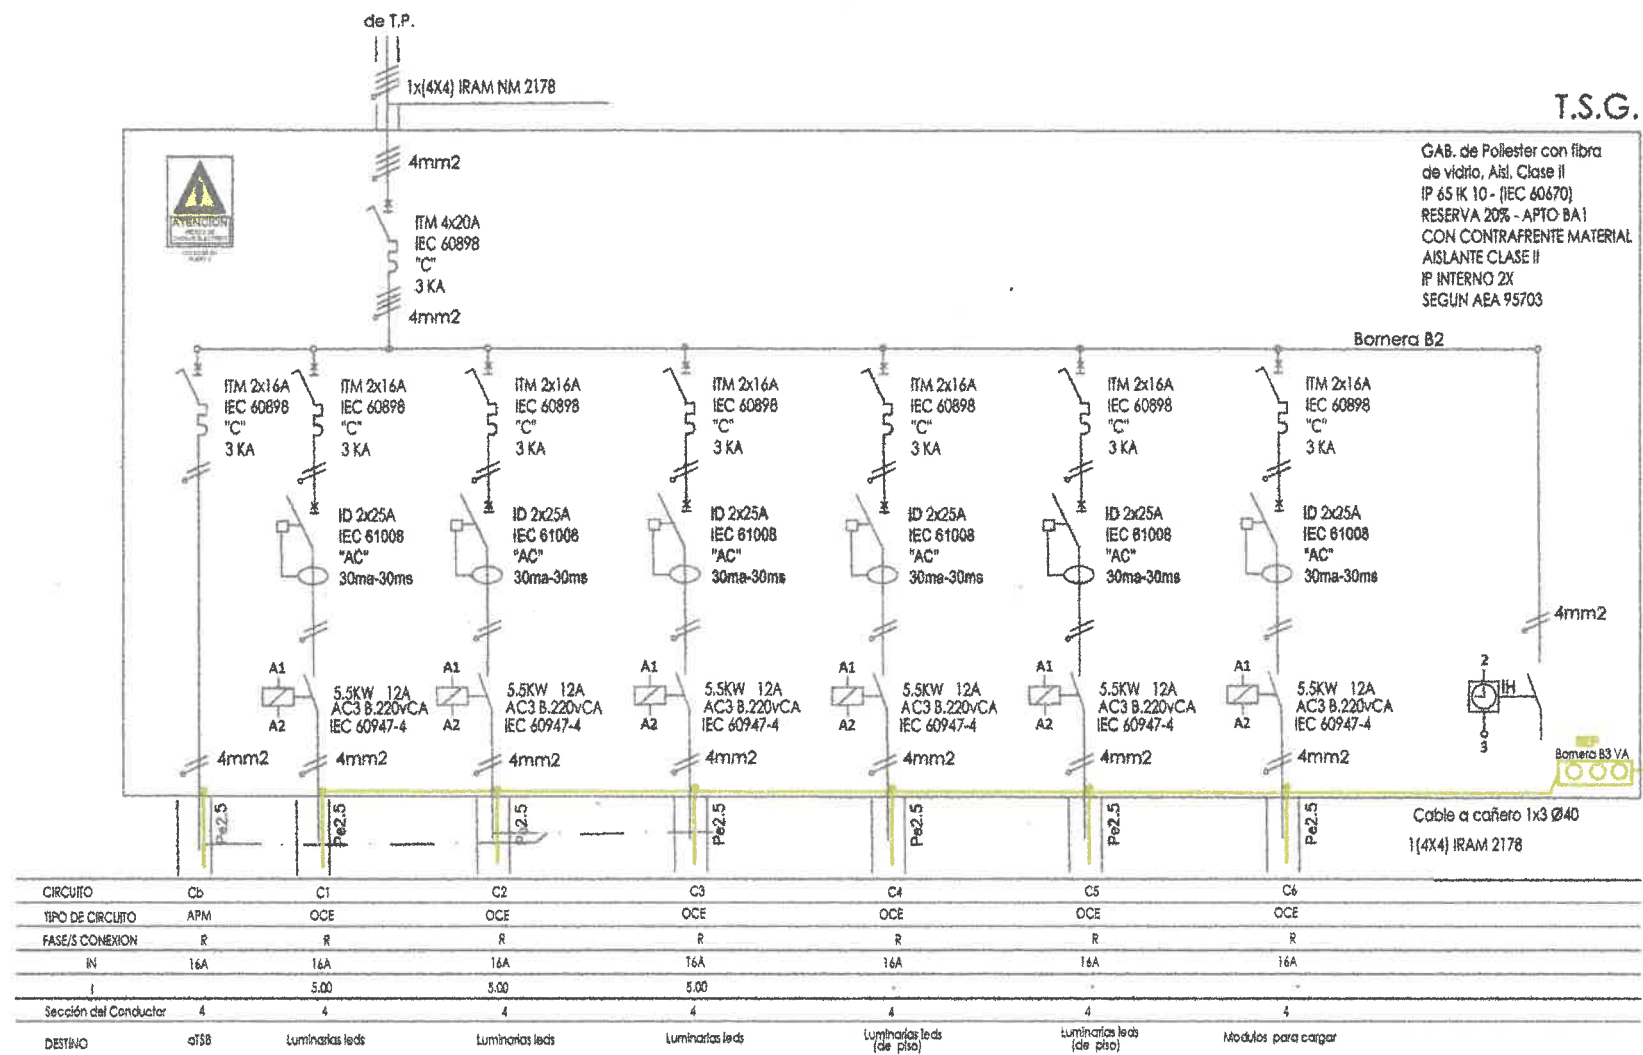 de T.P.
1x(4X4) IRAM NM 2178
T.S.G.
4mm2
ATENCION
ITM 4x20A
IEC 60898
"C"
3 KA
4mm2
GAB. de Poliester con fibra
de vidrio, Aisl. Clase II
IP 65 IK 10 - (IEC 60670)
RESERVA 20% - APTO BA1
CON CONTRAFRENTE MATERIAL
AISLANTE CLASE II
IP INTERNO 2X
SEGUN AEA 95703
Bornera B2
ITM 2x16A
IEC 60898
"C"
3 KA
ITM 2x16A
IEC 60898
"C"
3 KA
ITM 2x16A
IEC 60898
"C"
3 KA
ITM 2x16A
IEC 60898
"C"
3 KA
ITM 2x16A
IEC 60898
"C"
3 KA
ITM 2x16A
IEC 60898
"C"
3 KA
ITM 2x16A
IEC 60898
"C"
3 KA
ID 2x25A
IEC 61008
"AC"
30ma-30ms
ID 2x25A
IEC 61008
"AC"
30ma-30ms
ID 2x25A
IEC 61008
"AC"
30ma-30ms
ID 2x25A
IEC 61008
"AC"
30ma-30ms
ID 2x25A
IEC 61008
"AC"
30ma-30ms
ID 2x25A
IEC 61008
"AC"
30ma-30ms
4mm2
A1
A2
5.5KW 12A
AC3 B.220vCA
IEC 60947-4
A1
A2
5.5KW 12A
AC3 B.220vCA
IEC 60947-4
A1
A2
5.5KW 12A
AC3 B.220vCA
IEC 60947-4
A1
A2
5.5KW 12A
AC3 B.220vCA
IEC 60947-4
A1
A2
5.5KW 12A
AC3 B.220vCA
IEC 60947-4
A1
A2
5.5KW 12A
AC3 B.220vCA
IEC 60947-4
2
IH
3
4mm2
4mm2
4mm2
4mm2
4mm2
4mm2
4mm2
Bornera B3 VA
Pe2.5
Pe2.5
Pe2.5
Pe2.5
Pe2.5
Pe2.5
Pe2.5
Cable a cañero 1x3 Ø40
1(4X4) IRAM 2178
CIRCUITO Cb C1 C2 C3 C4 C5 C6
TIPO DE CIRCUITO APM OCE OCE OCE OCE OCE OCE
FASE/S CONEXION R R R R R R
IN 16A 16A 16A 16A 16A 16A 16A
I 5.00 5.00 5.00 - - -
Sección del Conductor 4 4 4 4 4 4 4
DESTINO aTSB Luminarias leds Luminarias leds Luminarias leds Luminarias leds (de piso) Luminarias leds (de piso) Modulos para cargar